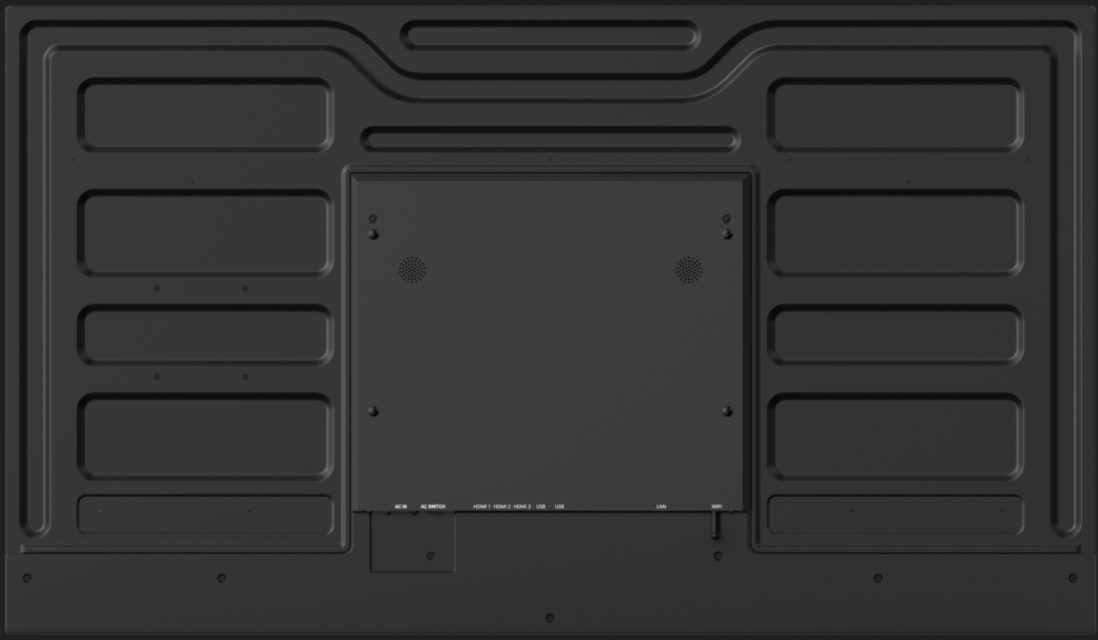 AC IN AC SWITCH HDMI 1 HDMI 2 HDMI 3 USB USB LAN WIFI